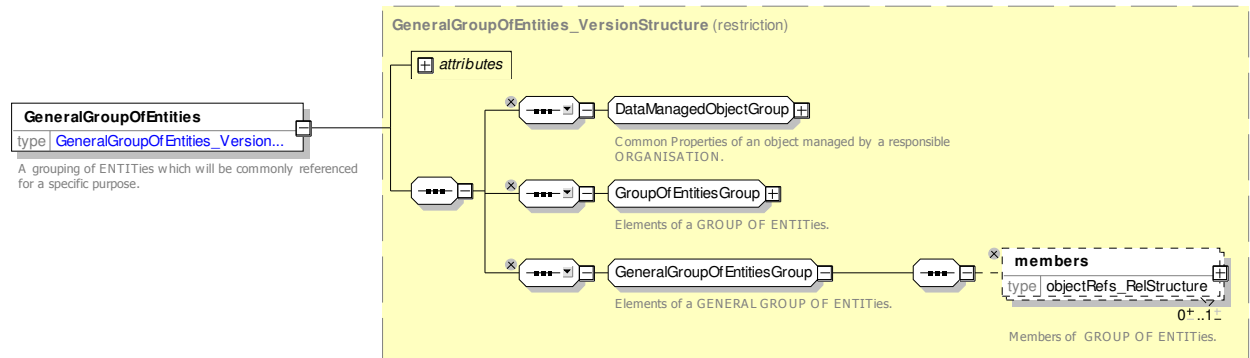 GeneralGroupOfEntities_VersionStructure (restriction)
attributes
GeneralGroupOfEntities
type GeneralGroupOfEntities_Version...
A grouping of ENTITies which will be commonly referenced
for a specific purpose.
DataManagedObjectGroup
Common Properties of an object managed by a responsible
ORGANISATION.
GroupOfEntitiesGroup
Elements of a GROUP OF ENTITies.
GeneralGroupOfEntitiesGroup
Elements of a GENERAL GROUP OF ENTITies.
members
type objectRefs_RelStructure
0±..1±
Members of GROUP OF ENTITies.